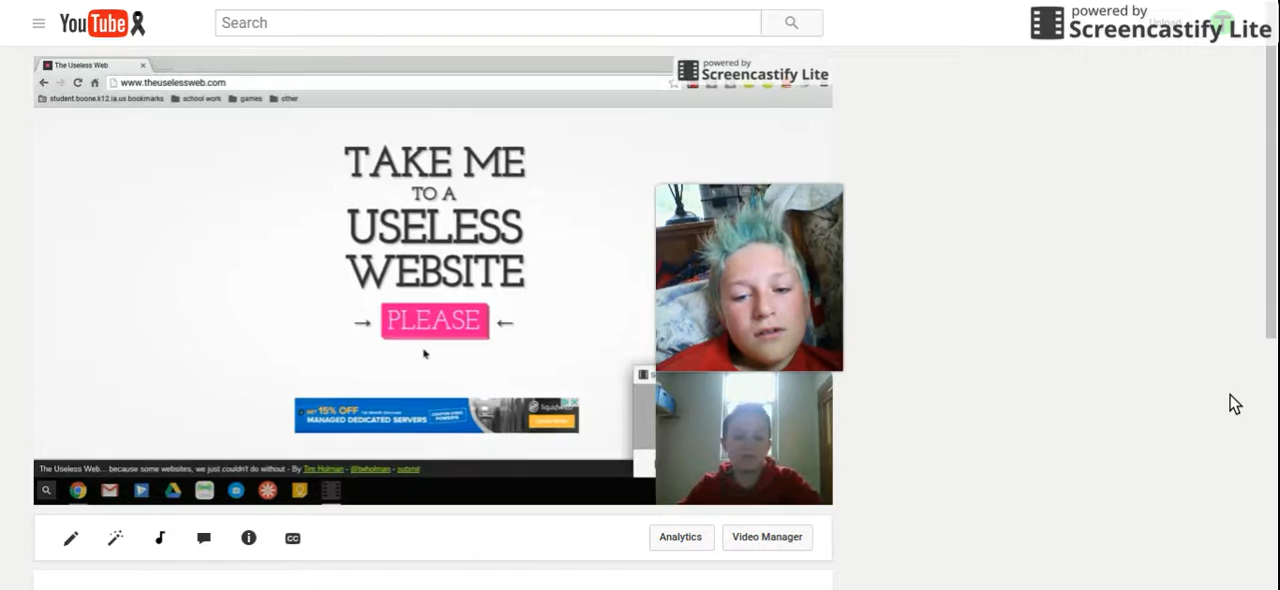 YouTube
Search
powered by
Screencastify Lite
The Useless Web
www.theuselessweb.com
powered by
Screencastify Lite
student.boone.k12.ia.us bookmarks
school work
games
other
TAKE ME
TO A
USELESS
WEBSITE
PLEASE
15% OFF
MANAGED DEDICATED SERVERS
The Useless Web... because some websites, we just couldn't do without - By Tim Holman - @twholman - submit
CC
Analytics
Video Manager